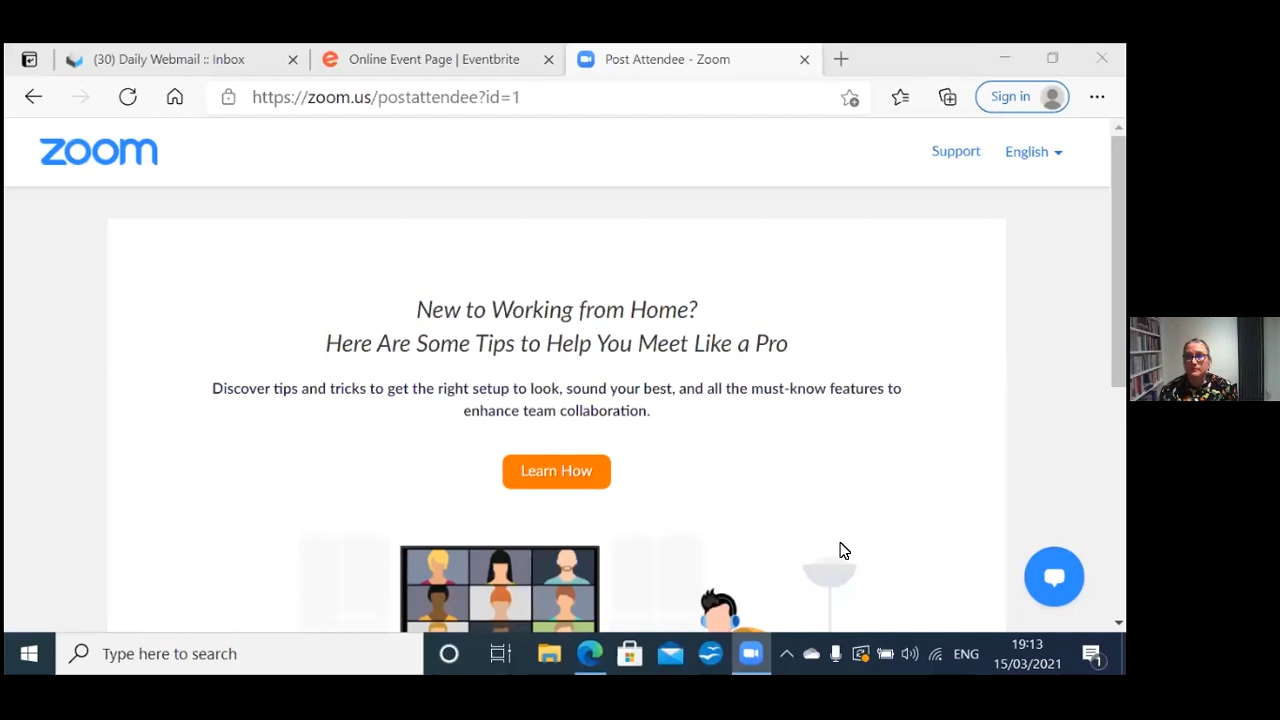 (30) Daily Webmail :: Inbox
Online Event Page | Eventbrite
Post Attendee - Zoom
https://zoom.us/postattendee?id=1
Sign in
zoom
Support
English
New to Working from Home?
Here Are Some Tips to Help You Meet Like a Pro
Discover tips and tricks to get the right setup to look, sound your best, and all the must-know features to
enhance team collaboration.
Learn How
Type here to search
ENG
19:13
15/03/2021
1